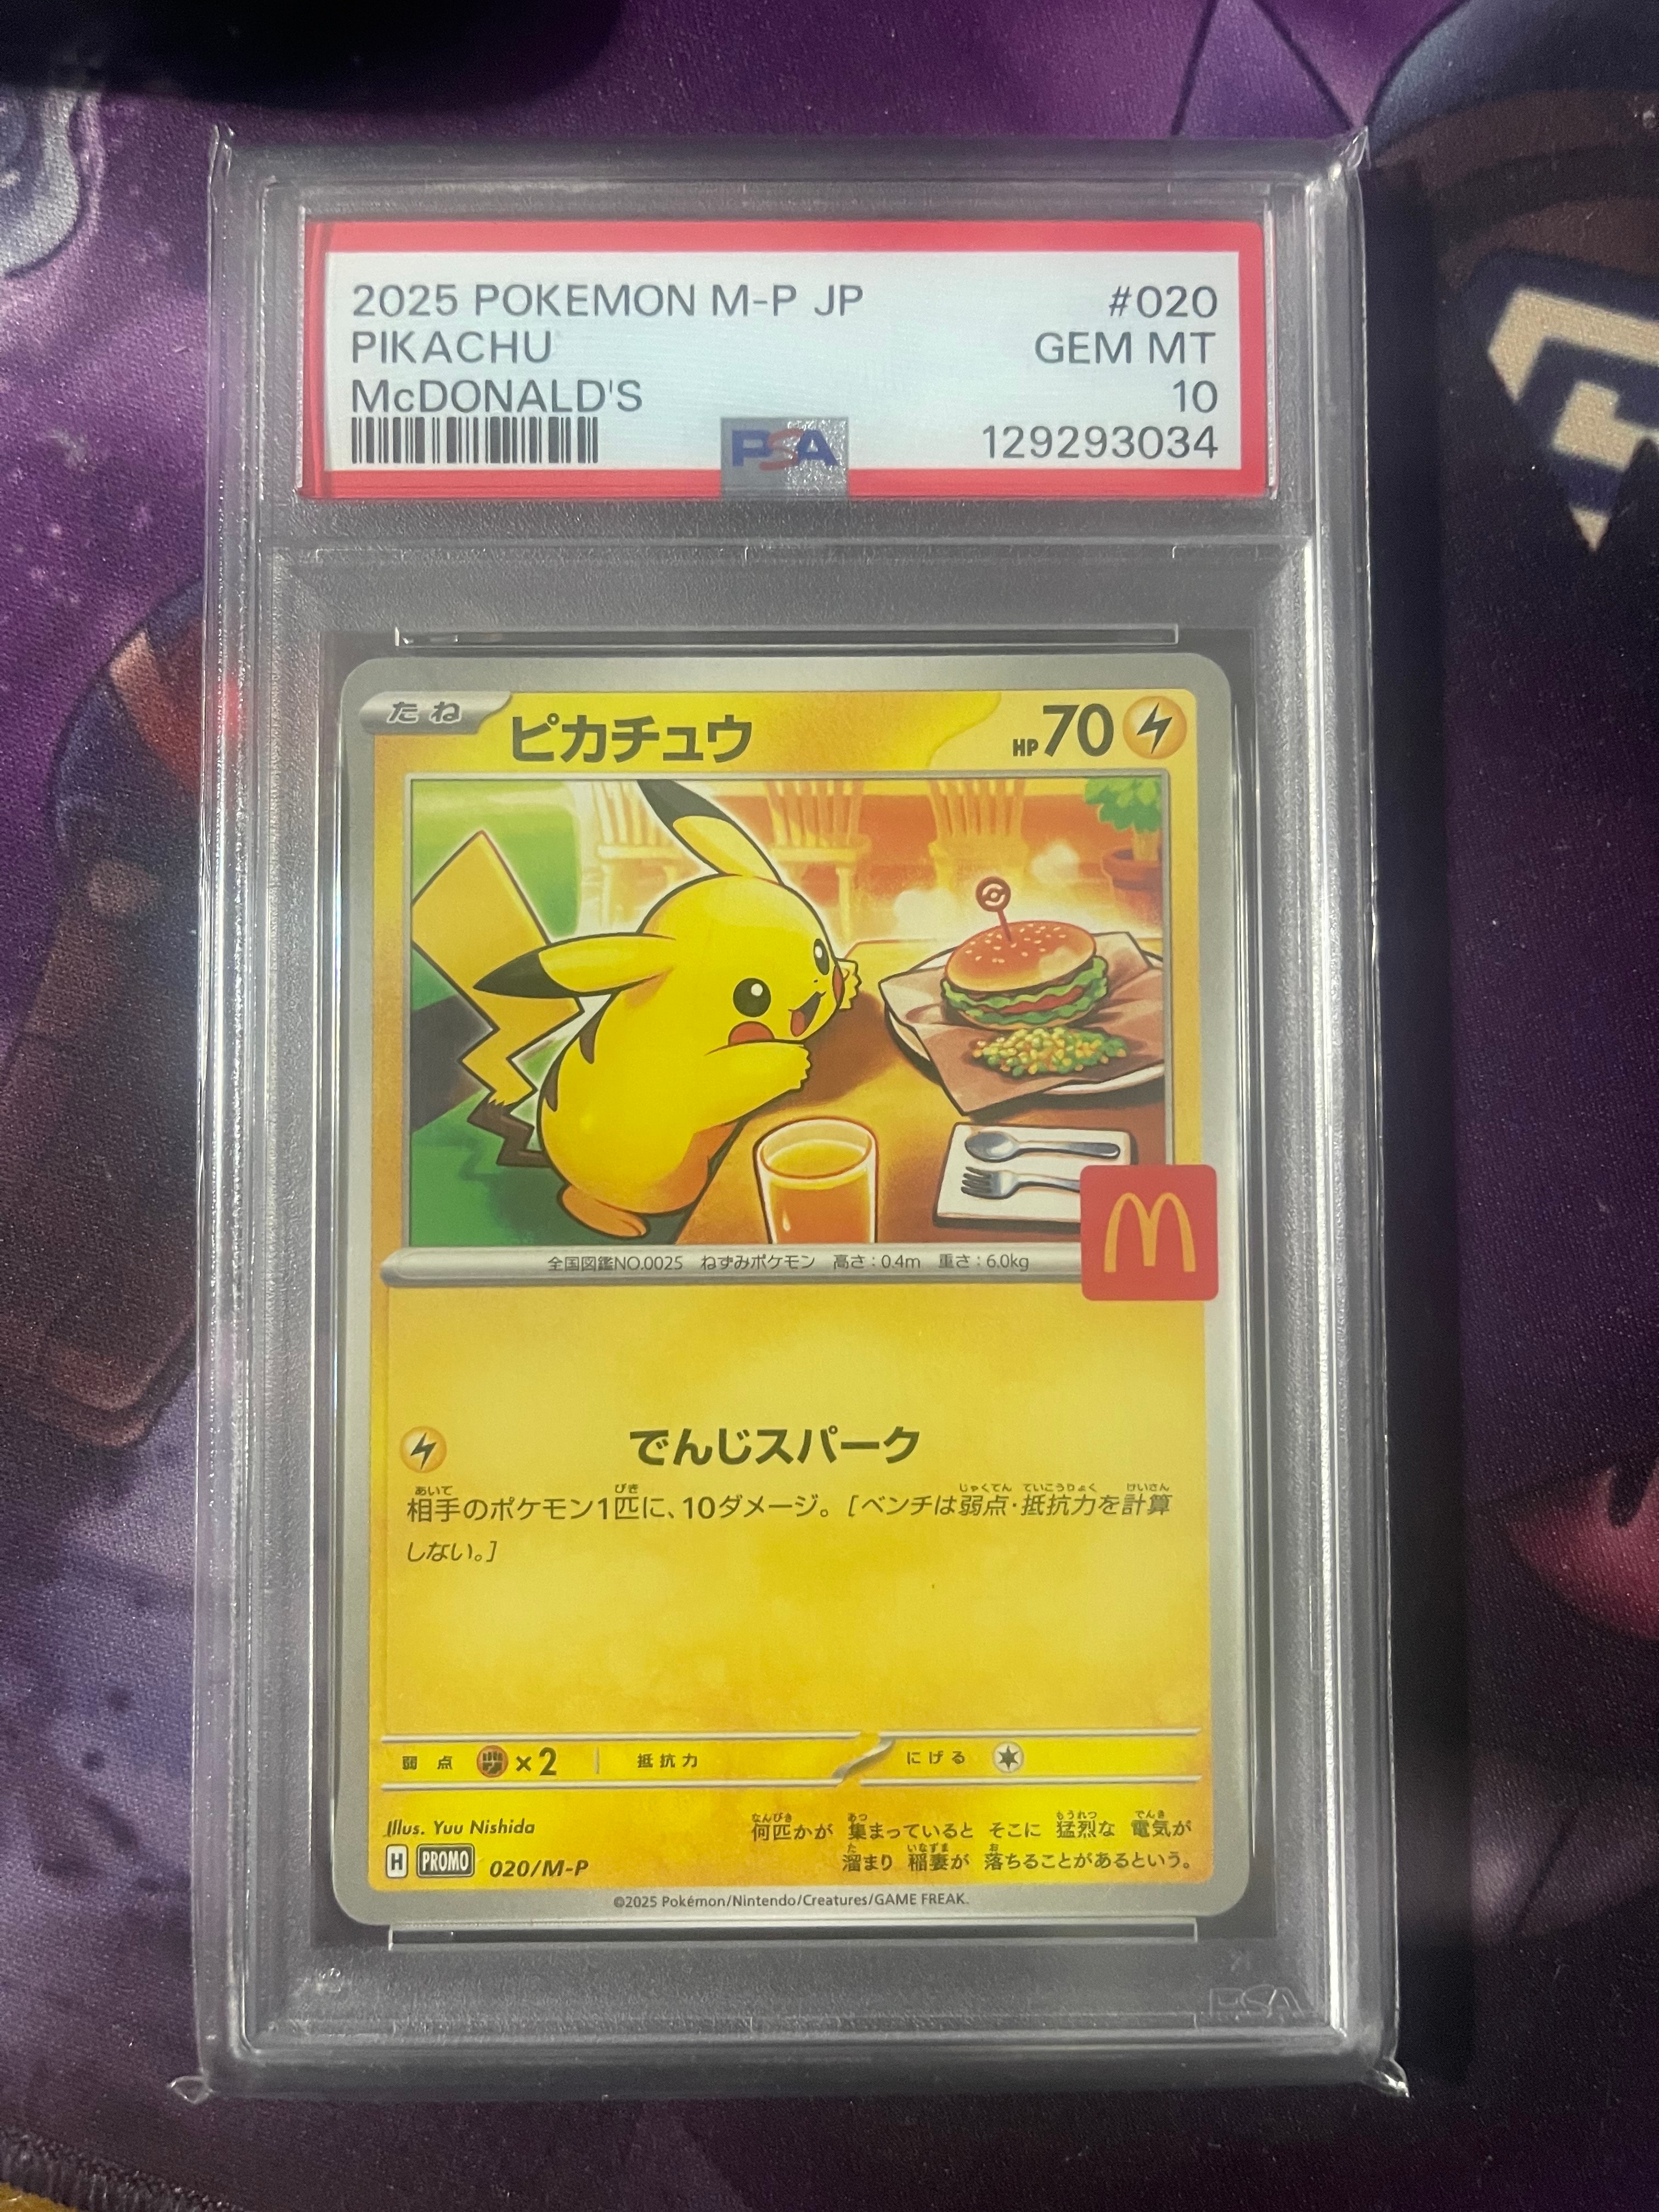 2025 POKEMON M-P JP #020
PIKACHU GEM MT
McDONALD'S 10
PSA 129293034
たね ピカチュウ HP70
全国図鑑NO.0025 ねずみポケモン 高さ:0.4m 重さ:6.0kg
でんじスパーク
相手のポケモン1匹に、10ダメージ。[ベンチは弱点・抵抗力を計算
しない。]
弱点 ×2 抵抗力 にげる
Illus. Yuu Nishida
何匹かが 集まっていると そこに 猛烈な 電気が
溜まり 稲妻が 落ちることがあるという。
H PROMO 020/M-P
©2025 Pokémon/Nintendo/Creatures/GAME FREAK.
PSA